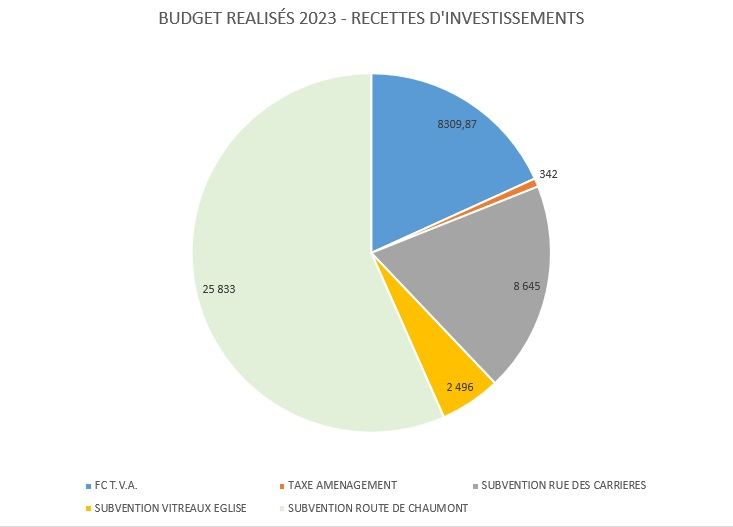 BUDGET REALISÉS 2023 - RECETTES D'INVESTISSEMENTS
8309,87
342
8 645
2 496
25 833
FC T.V.A.
TAXE AMENAGEMENT
SUBVENTION RUE DES CARRIERES
SUBVENTION VITREAUX EGLISE
SUBVENTION ROUTE DE CHAUMONT